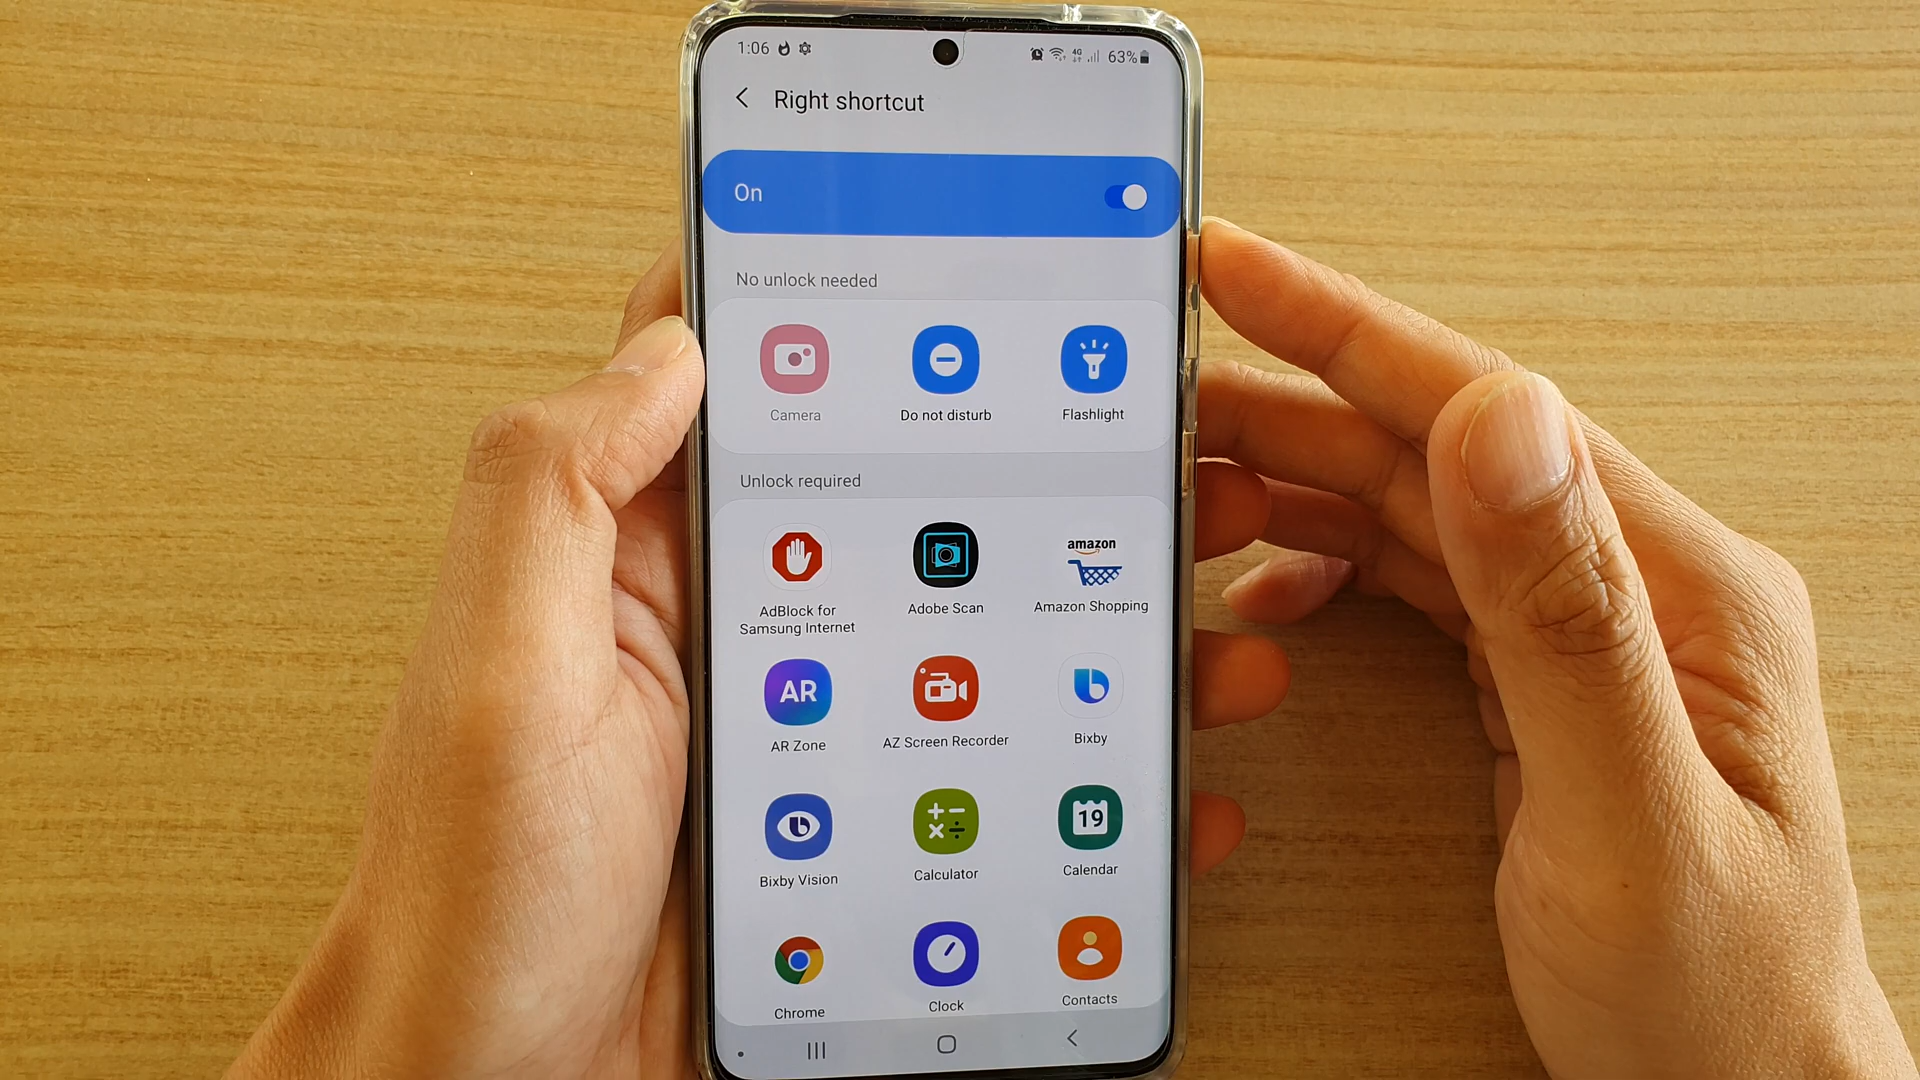 1:06
4G
63%
Right shortcut
On
No unlock needed
Camera
Do not disturb
Flashlight
Unlock required
amazon
AdBlock for
Samsung Internet
Adobe Scan
Amazon Shopping
AR
AR Zone
AZ Screen Recorder
Bixby
19
Bixby Vision
Calculator
Calendar
Chrome
Clock
Contacts